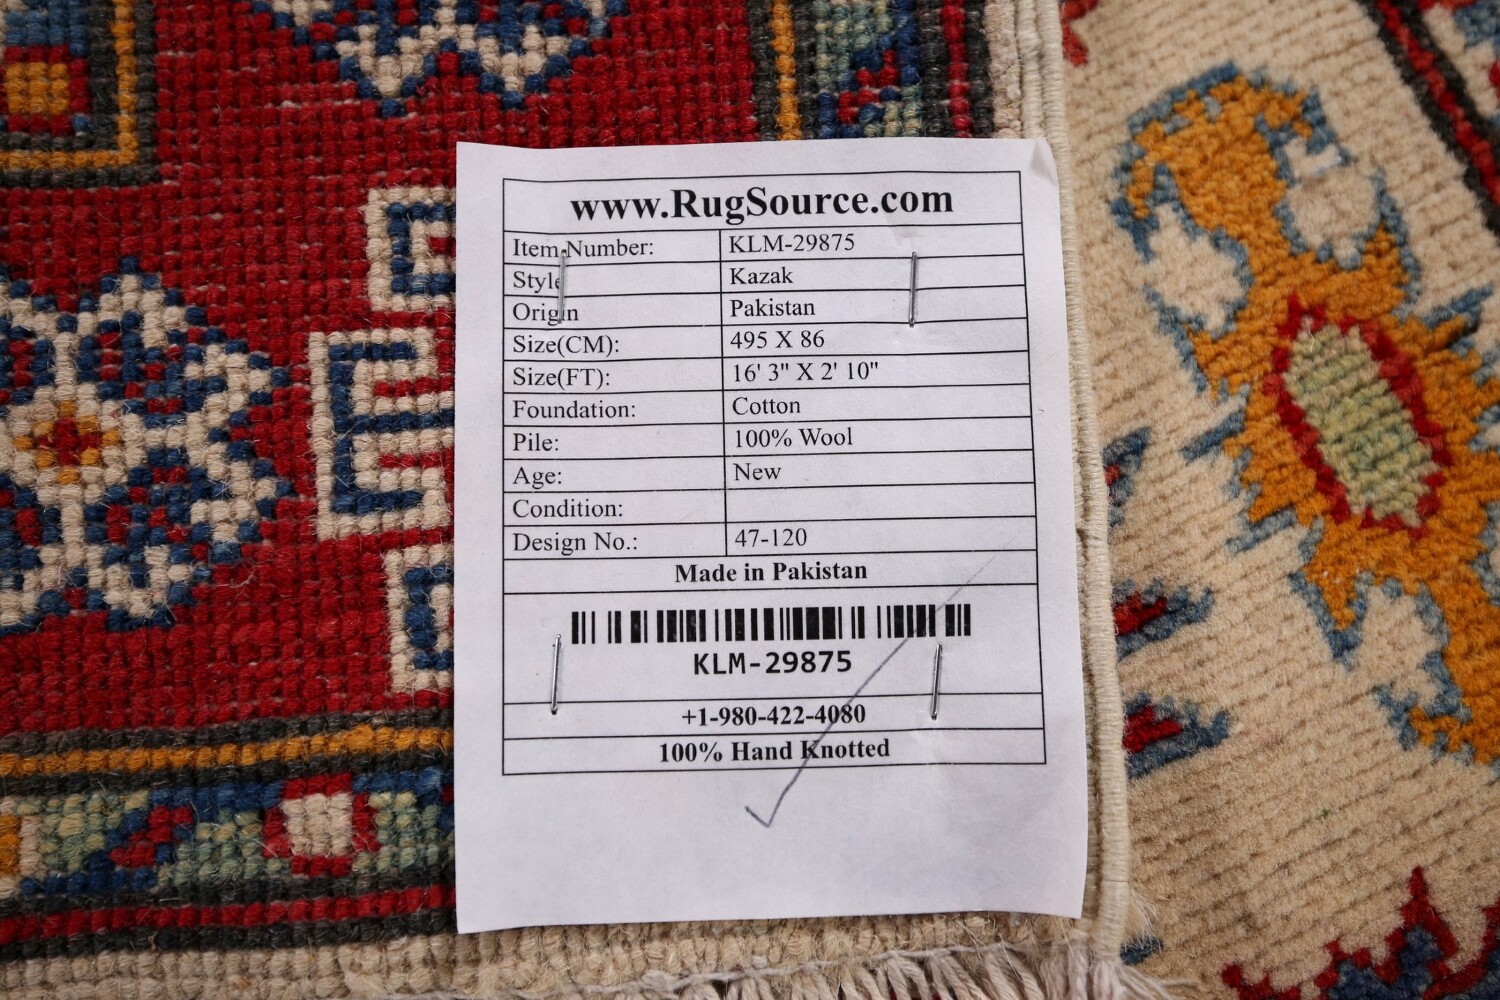 www.RugSource.com
Item Number: KLM-29875
Style Kazak
Origin Pakistan
Size(CM): 495 X 86
Size(FT): 16' 3" X 2' 10"
Foundation: Cotton
Pile: 100% Wool
Age: New
Condition:
Design No.: 47-120
Made in Pakistan
KLM-29875
+1-980-422-4080
100% Hand Knotted